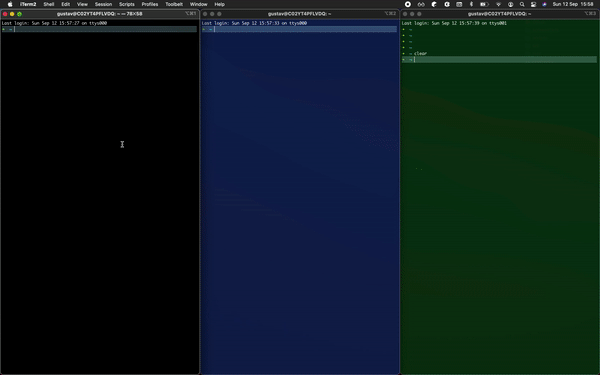 iTerm2 Shell Edit View Session Scripts Profiles Toolbelt Window Help Sun 12 Sep 15:58
gustav@C02YT4PFLVDQ: ~ — 78×58 ⌥⌘1
Last login: Sun Sep 12 15:57:27 on ttys000
→ ~
gustav@C02YT4PFLVDQ: ~ ⌥⌘2
Last login: Sun Sep 12 15:57:33 on ttys000
→ ~
gustav@C02YT4PFLVDQ: ~ ⌥⌘3
Last login: Sun Sep 12 15:57:39 on ttys001
→ ~
→ ~
→ ~
→ ~
→ ~ clear
→ ~